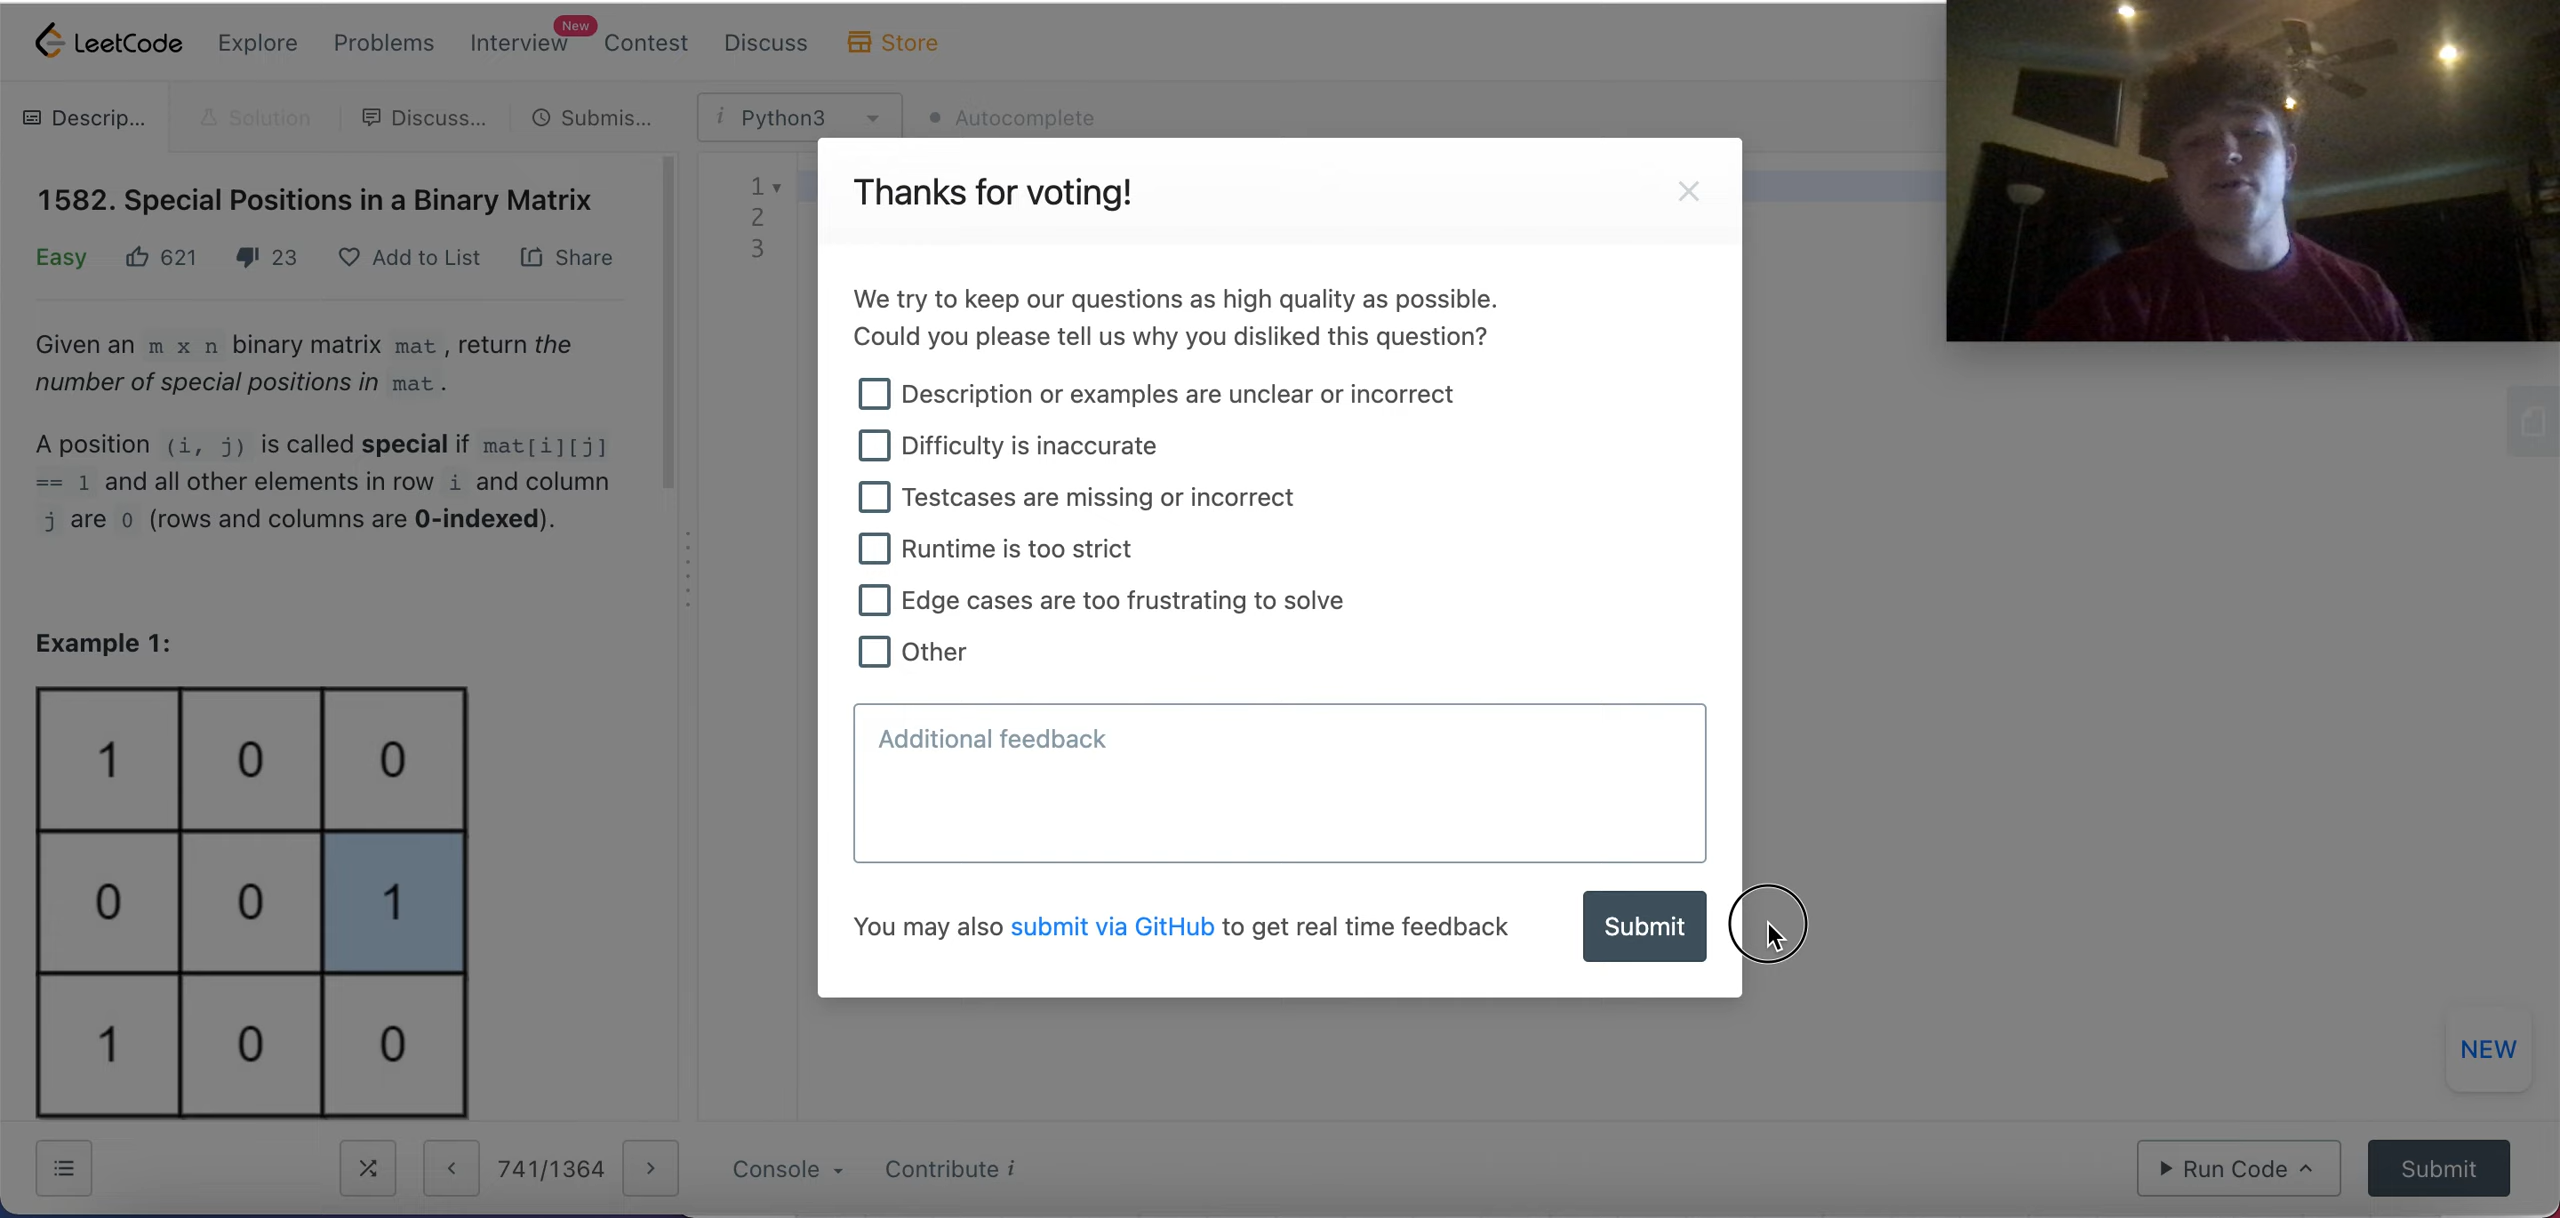 LeetCode
Explore
Problems
Interview
New
Contest
Discuss
Store
Descrip...
Solution
Discuss...
Submis...
i Python3
Autocomplete
1582. Special Positions in a Binary Matrix
Easy
621
23
Add to List
Share
Given an m x n binary matrix mat , return the
number of special positions in mat .
A position (i, j) is called special if mat[i][j]
== 1 and all other elements in row i and column
j are 0 (rows and columns are 0-indexed).
Example 1:
1 0 0
0 0 1
1 0 0
1
2
3
Thanks for voting!
We try to keep our questions as high quality as possible.
Could you please tell us why you disliked this question?
Description or examples are unclear or incorrect
Difficulty is inaccurate
Testcases are missing or incorrect
Runtime is too strict
Edge cases are too frustrating to solve
Other
Additional feedback
You may also submit via GitHub to get real time feedback
Submit
NEW
741/1364
Console
Contribute i
Run Code
Submit